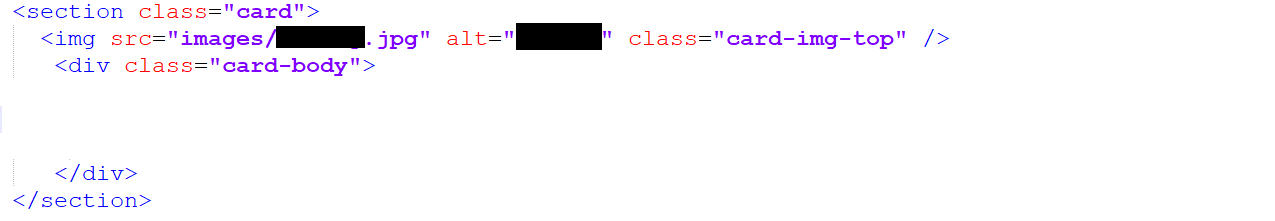 <section class="card">
<img src="images/ .jpg" alt=" " class="card-img-top" />
<div class="card-body">
</div>
</section>